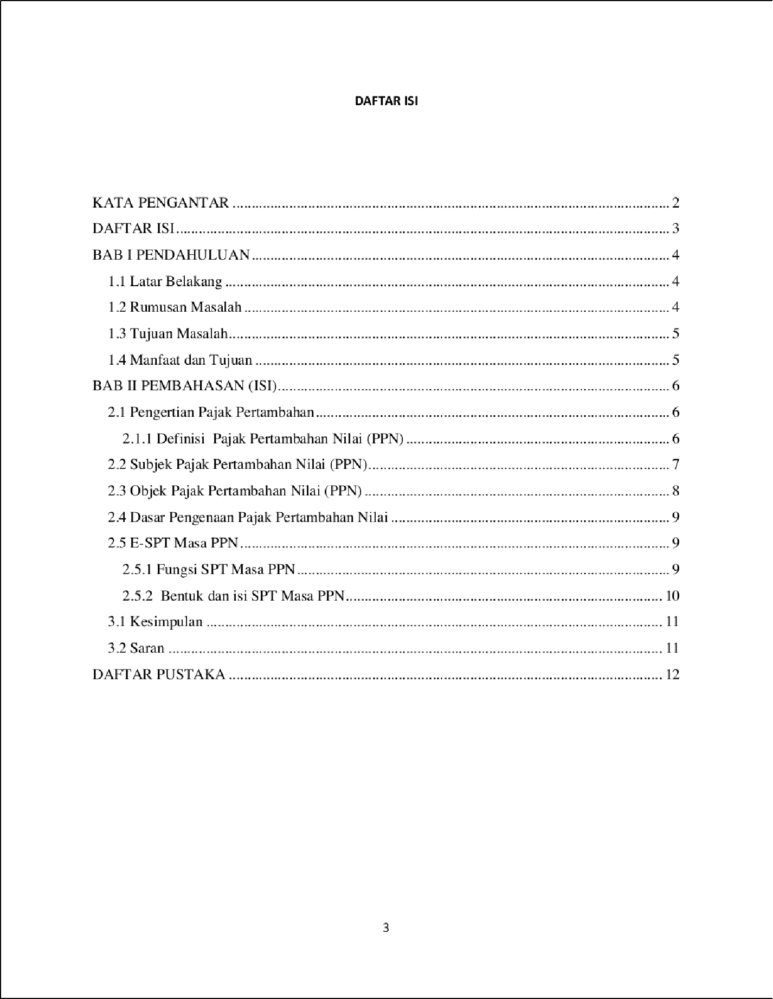 DAFTAR ISI
KATA PENGANTAR ........................................................................................................ 2
DAFTAR ISI ........................................................................................................ 3
BAB I PENDAHULUAN ........................................................................................................ 4
1.1 Latar Belakang ........................................................................................................ 4
1.2 Rumusan Masalah ........................................................................................................ 4
1.3 Tujuan Masalah ........................................................................................................ 5
1.4 Manfaat dan Tujuan ........................................................................................................ 5
BAB II PEMBAHASAN (ISI) ........................................................................................................ 6
2.1 Pengertian Pajak Pertambahan ............................................................................................ 6
2.1.1 Definisi  Pajak Pertambahan Nilai (PPN) ...................................................................... 6
2.2 Subjek Pajak Pertambahan Nilai (PPN) ................................................................................ 7
2.3 Objek Pajak Pertambahan Nilai (PPN) ................................................................................. 8
2.4 Dasar Pengenaan Pajak Pertambahan Nilai .......................................................................... 9
2.5 E-SPT Masa PPN ........................................................................................................ 9
2.5.1 Fungsi SPT Masa PPN ................................................................................................... 9
2.5.2  Bentuk dan isi SPT Masa PPN .................................................................................... 10
3.1 Kesimpulan ........................................................................................................ 11
3.2 Saran ........................................................................................................ 11
DAFTAR PUSTAKA ........................................................................................................ 12
3